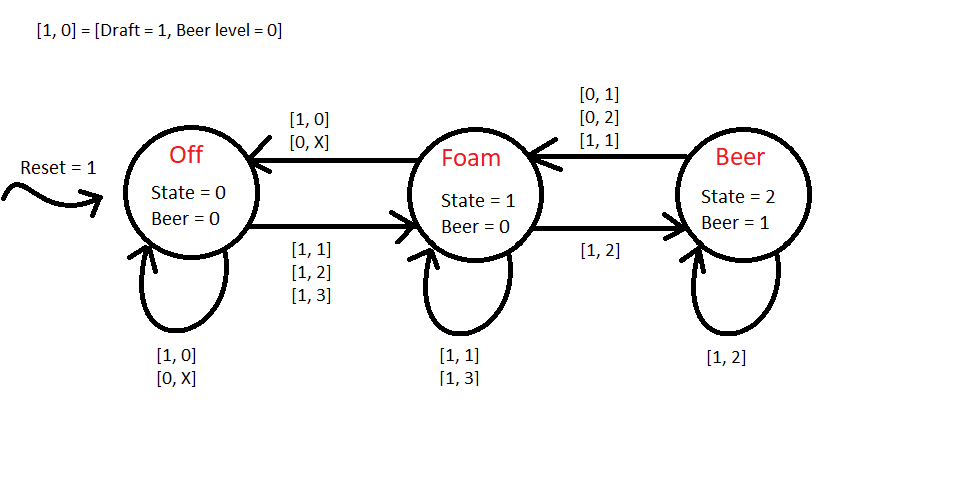 [1, 0] = [Draft = 1, Beer level = 0]
Reset = 1
Off
State = 0
Beer = 0
[1, 0]
[0, X]
[1, 0]
[0, X]
[1, 1]
[1, 2]
[1, 3]
Foam
State = 1
Beer = 0
[1, 1]
[1, 3]
[0, 1]
[0, 2]
[1, 1]
[1, 2]
Beer
State = 2
Beer = 1
[1, 2]